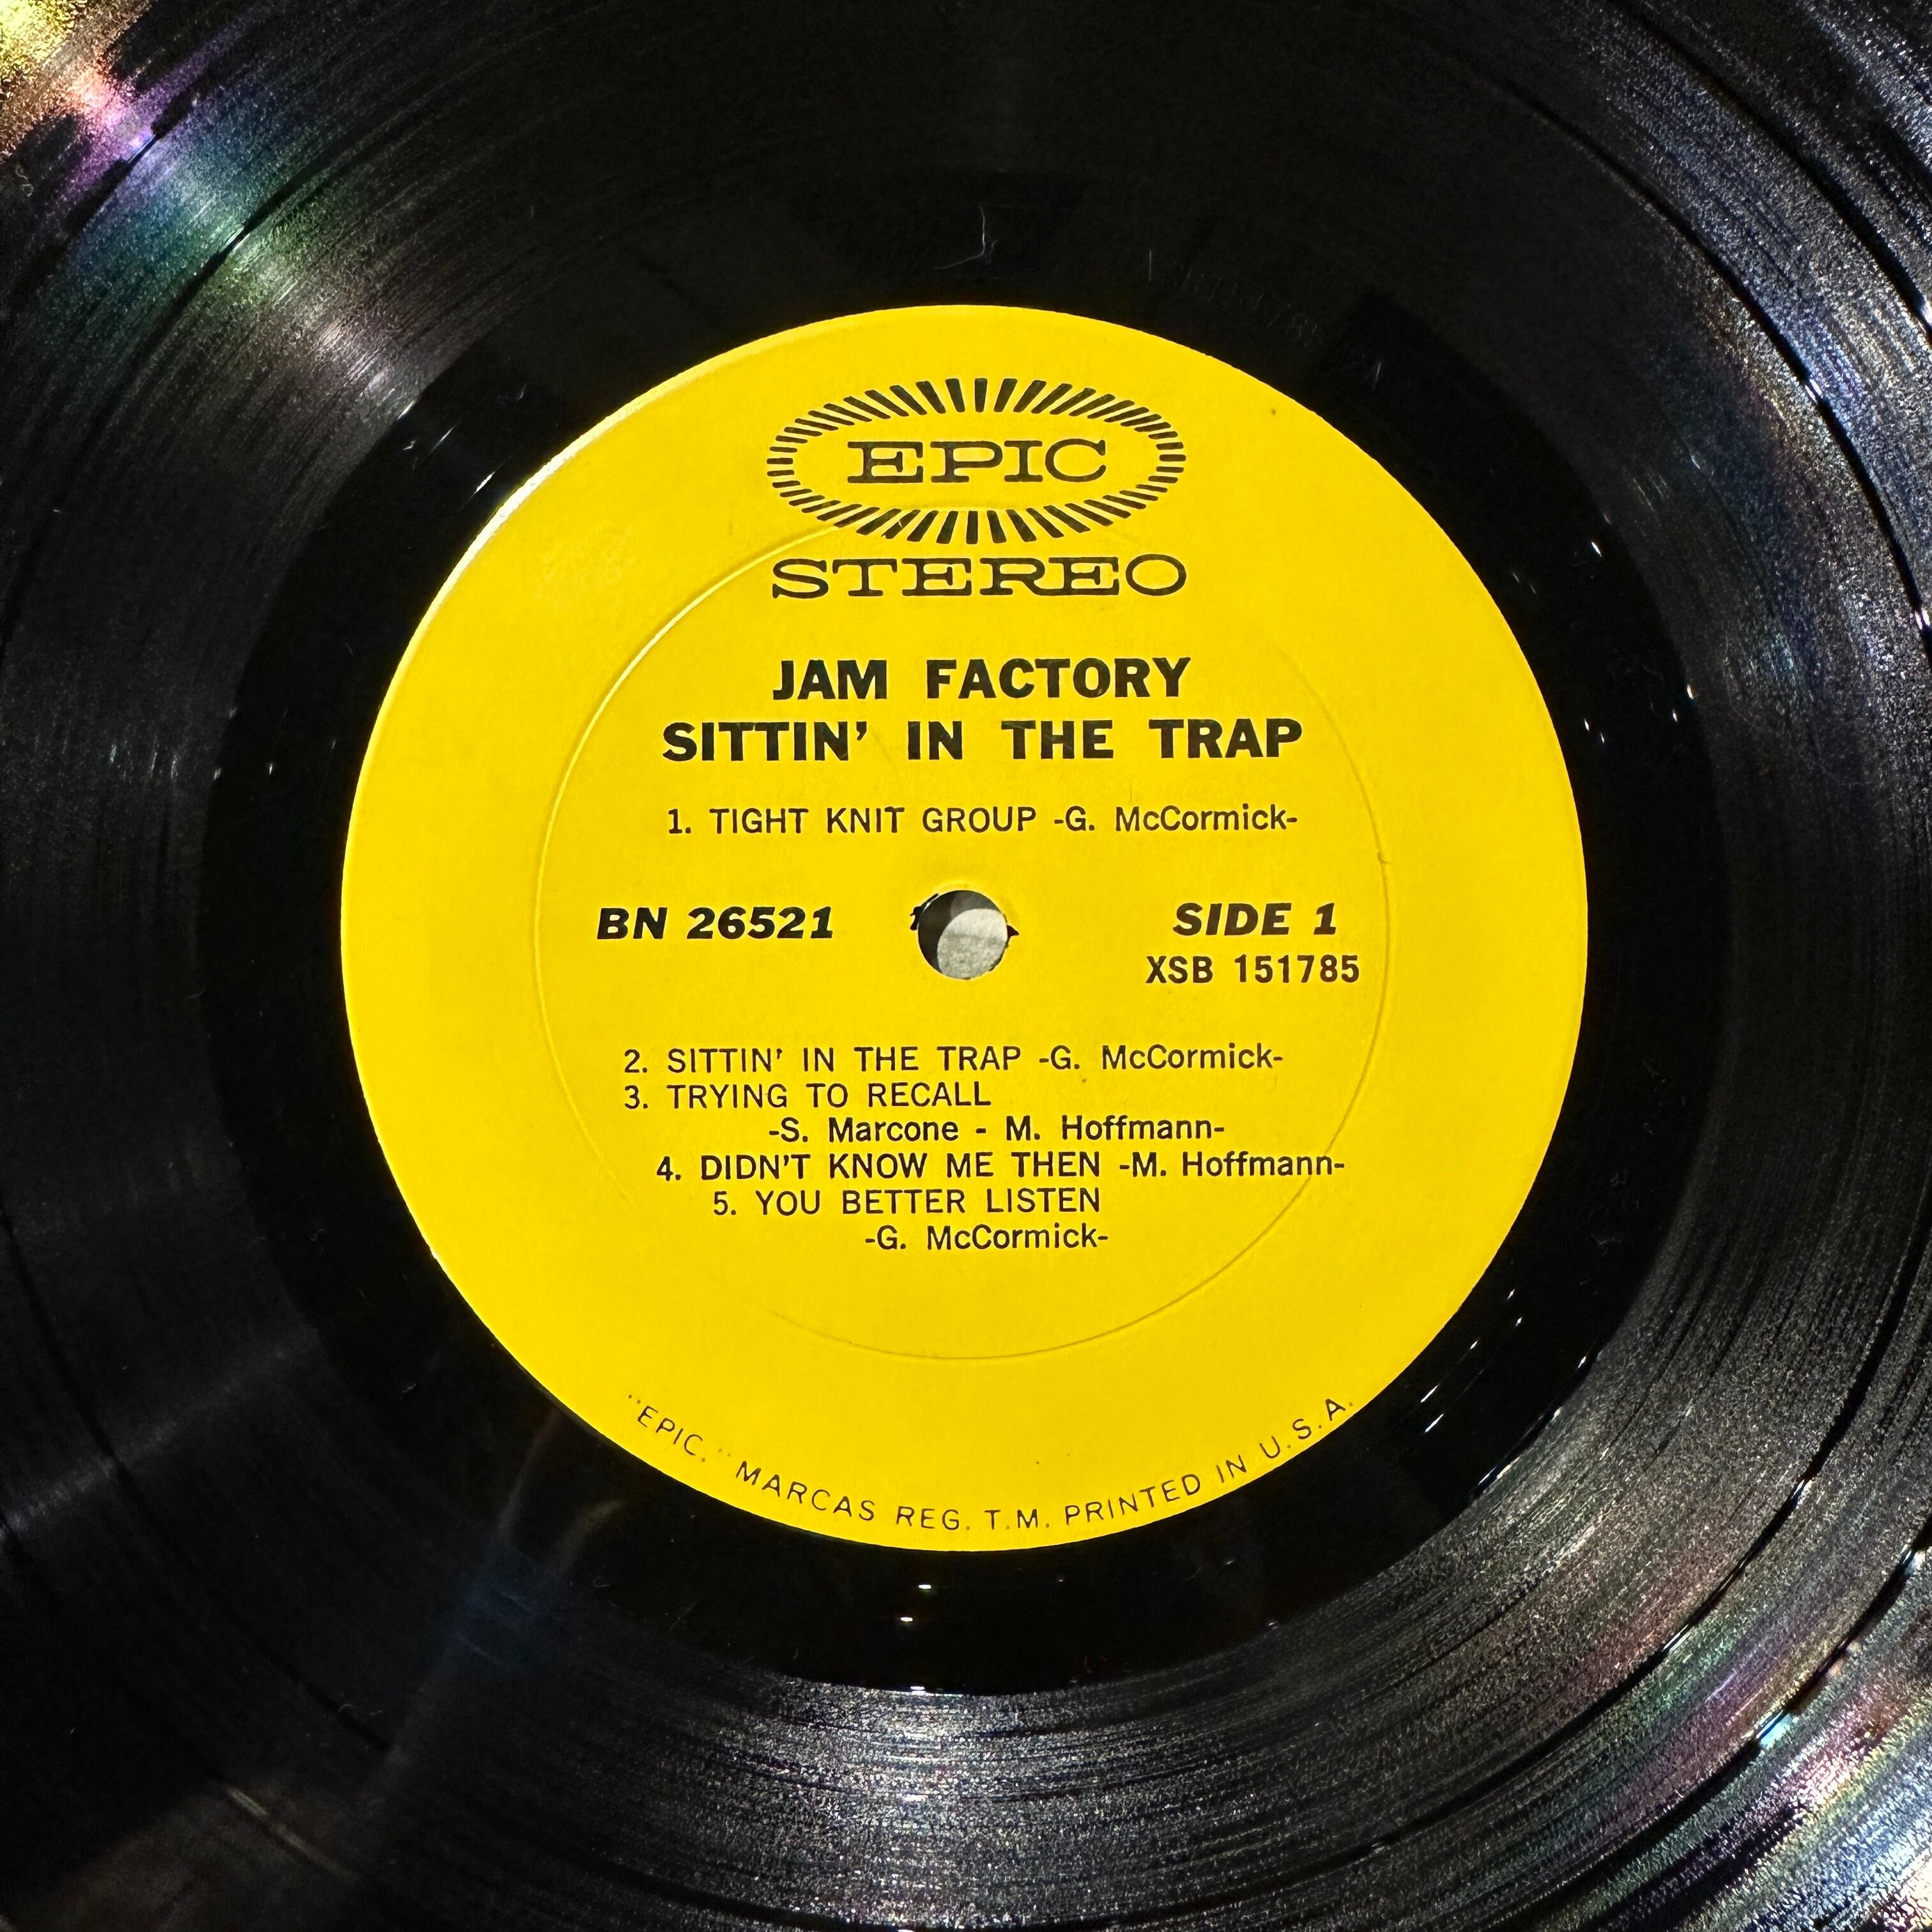 EPIC
STEREO
JAM FACTORY
SITTIN' IN THE TRAP
1. TIGHT KNIT GROUP -G. McCormick-
BN 26521
SIDE 1
XSB 151785
2. SITTIN' IN THE TRAP -G. McCormick-
3. TRYING TO RECALL
-S. Marcone - M. Hoffmann-
4. DIDN'T KNOW ME THEN -M. Hoffmann-
5. YOU BETTER LISTEN
-G. McCormick-
"EPIC," MARCAS REG. T.M. PRINTED IN U.S.A.